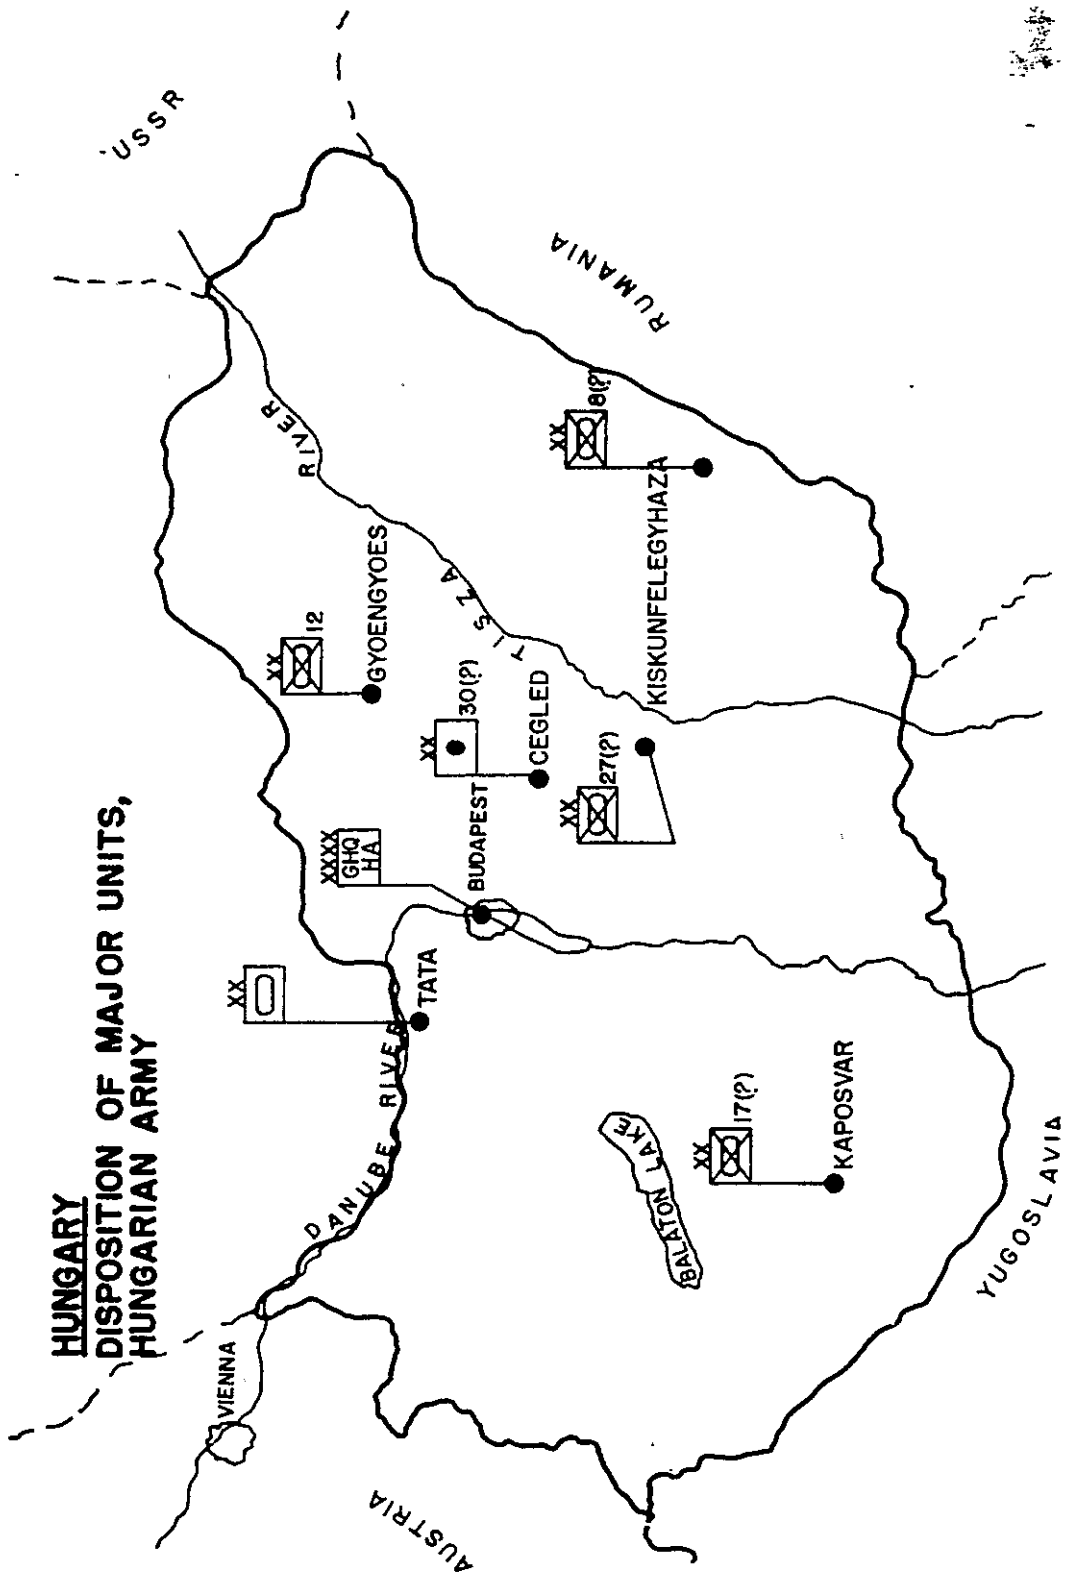 HUNGARY
DISPOSITION OF MAJOR UNITS,
HUNGARIAN ARMY
USSR
RUMANIA
YUGOSLAVIA
AUSTRIA
VIENNA
DANUBE RIVER
TISZA RIVER
BALATON LAKE
XX
TATA
XXXX
GHQ
HA
BUDAPEST
XX
12
GYOENGYOES
XX
30(?)
CEGLED
XX
27(?)
KISKUNFELEGYHAZA
XX
8(?)
XX
17(?)
KAPOSVAR